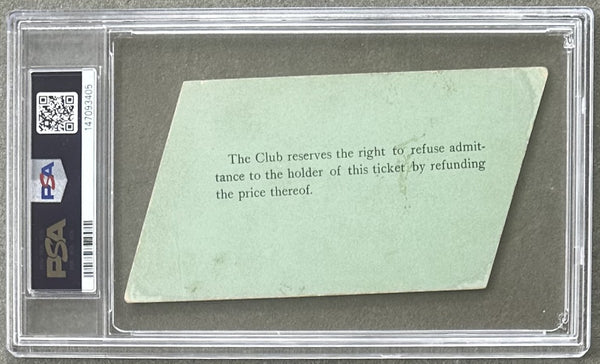 147093405
PSA
PSA
The Club reserves the right to refuse admit-
tance to the holder of this ticket by refunding
the price thereof.